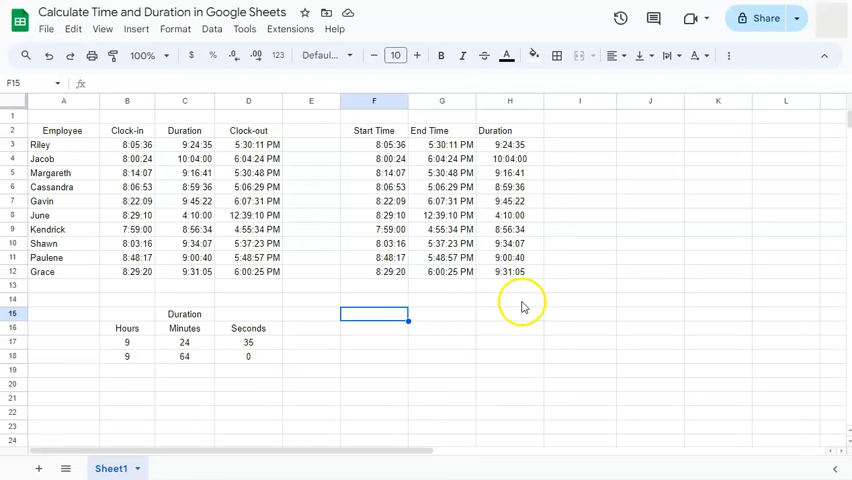 Calculate Time and Duration in Google Sheets
File Edit View Insert Format Data Tools Extensions Help
Share
100% $ % .0 .00 123 Defaul... − 10 + B I S A
F15 fx
A B C D E F G H I J K L
1
2 Employee Clock-in Duration Clock-out Start Time End Time Duration
3 Riley 8:05:36 9:24:35 5:30:11 PM 8:05:36 5:30:11 PM 9:24:35
4 Jacob 8:00:24 10:04:00 6:04:24 PM 8:00:24 6:04:24 PM 10:04:00
5 Margareth 8:14:07 9:16:41 5:30:48 PM 8:14:07 5:30:48 PM 9:16:41
6 Cassandra 8:06:53 8:59:36 5:06:29 PM 8:06:53 5:06:29 PM 8:59:36
7 Gavin 8:22:09 9:45:22 6:07:31 PM 8:22:09 6:07:31 PM 9:45:22
8 June 8:29:10 4:10:00 12:39:10 PM 8:29:10 12:39:10 PM 4:10:00
9 Kendrick 7:59:00 8:56:34 4:55:34 PM 7:59:00 4:55:34 PM 8:56:34
10 Shawn 8:03:16 9:34:07 5:37:23 PM 8:03:16 5:37:23 PM 9:34:07
11 Paulene 8:48:17 9:00:40 5:48:57 PM 8:48:17 5:48:57 PM 9:00:40
12 Grace 8:29:20 9:31:05 6:00:25 PM 8:29:20 6:00:25 PM 9:31:05
13
14
15 Duration
16 Hours Minutes Seconds
17 9 24 35
18 9 64 0
19
20
21
22
23
24
Sheet1